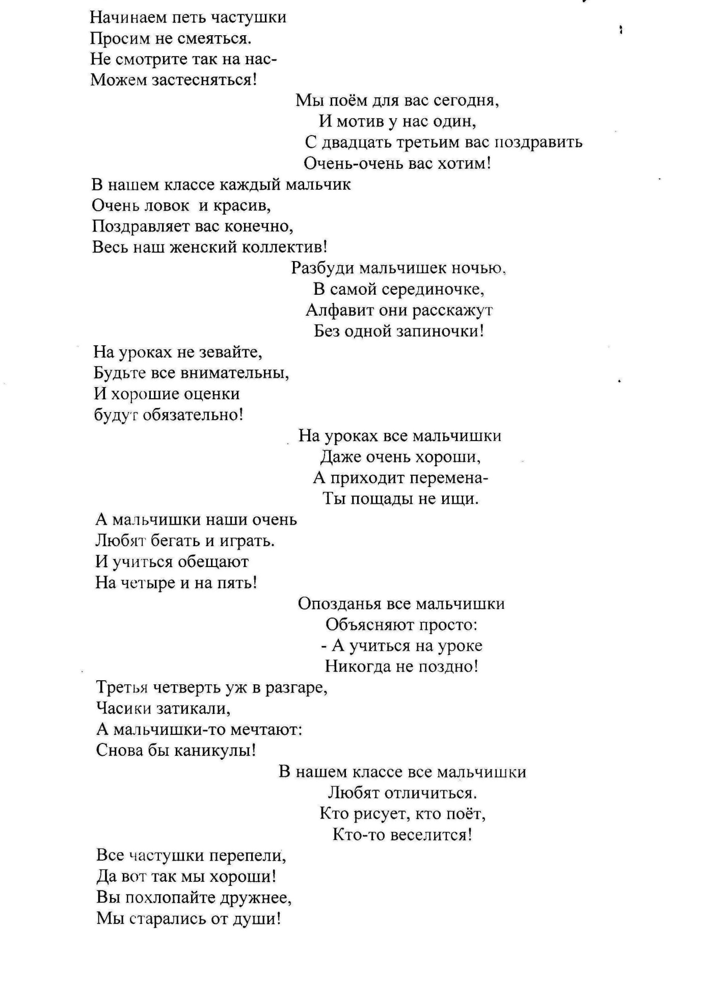 Начинаем петь частушки
Просим не смеяться.
Не смотрите так на нас-
Можем застесняться!
Мы поём для вас сегодня,
И мотив у нас один,
С двадцать третьим вас поздравить
Очень-очень вас хотим!
В нашем классе каждый мальчик
Очень ловок  и красив,
Поздравляет вас конечно,
Весь наш женский коллектив!
Разбуди мальчишек ночью,
В самой серединочке,
Алфавит они расскажут
Без одной запиночки!
На уроках не зевайте,
Будьте все внимательны,
И хорошие оценки
будут обязательно!
На уроках все мальчишки
Даже очень хороши,
А приходит перемена-
Ты пощады не ищи.
А мальчишки наши очень
Любят бегать и играть.
И учиться обещают
На четыре и на пять!
Опозданья все мальчишки
Объясняют просто:
- А учиться на уроке
Никогда не поздно!
Третья четверть уж в разгаре,
Часики затикали,
А мальчишки-то мечтают:
Снова бы каникулы!
В нашем классе все мальчишки
Любят отличиться.
Кто рисует, кто поёт,
Кто-то веселится!
Все частушки перепели,
Да вот так мы хороши!
Вы похлопайте дружнее,
Мы старались от души!